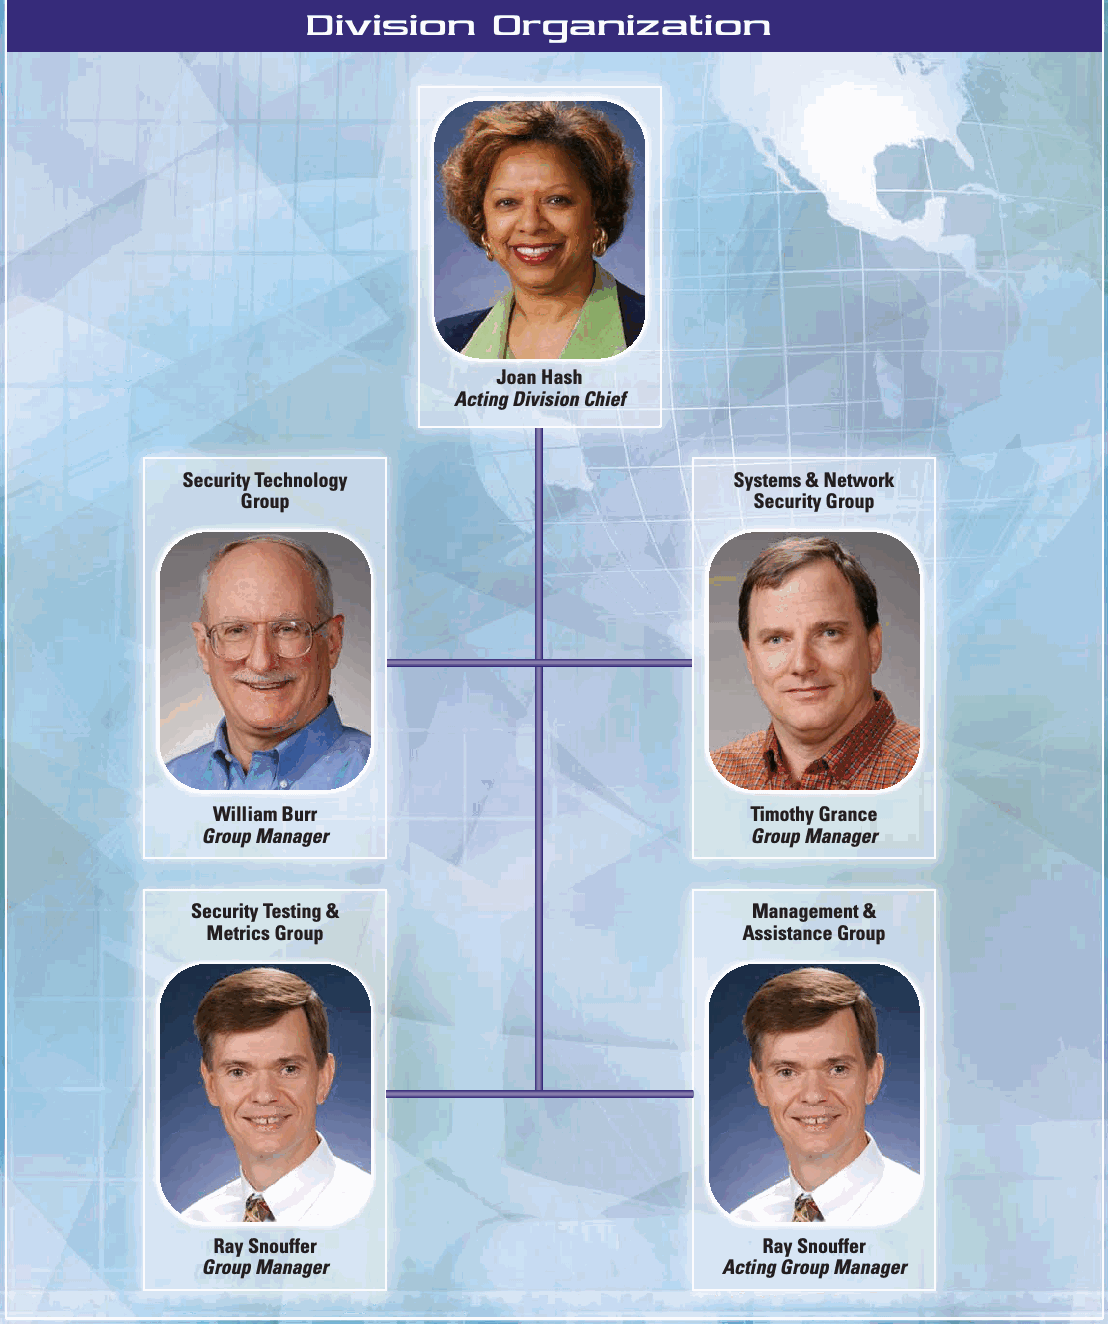 Division Organization
Joan Hash
Acting Division Chief
Security Technology
Group
William Burr
Group Manager
Systems & Network
Security Group
Timothy Grance
Group Manager
Security Testing &
Metrics Group
Ray Snouffer
Group Manager
Management &
Assistance Group
Ray Snouffer
Acting Group Manager